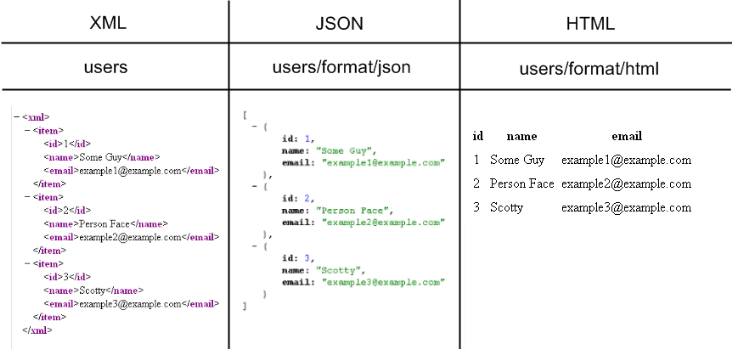 XML
JSON
HTML
users
users/format/json
users/format/html
− <xml>
− <item>
<id>1</id>
<name>Some Guy</name>
<email>example1@example.com</email>
</item>
− <item>
<id>2</id>
<name>Person Face</name>
<email>example2@example.com</email>
</item>
− <item>
<id>3</id>
<name>Scotty</name>
<email>example3@example.com</email>
</item>
</xml>
[
− {
id: 1,
name: "Some Guy",
email: "example1@example.com"
},
− {
id: 2,
name: "Person Face",
email: "example2@example.com"
},
− {
id: 3,
name: "Scotty",
email: "example3@example.com"
}
]
id name email
1 Some Guy example1@example.com
2 Person Face example2@example.com
3 Scotty example3@example.com